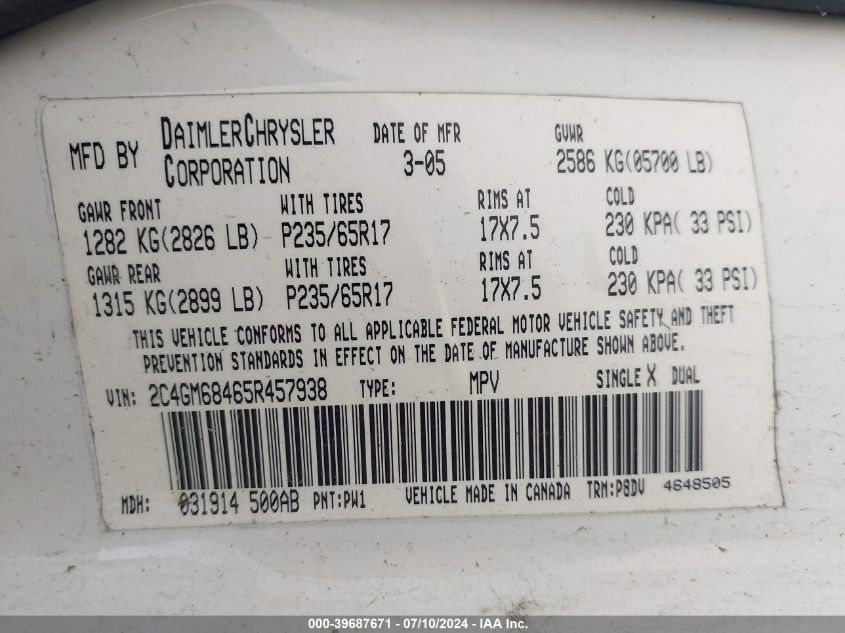 MFD BY DAIMLERCHRYSLER CORPORATION DATE OF MFR 3-05 GVWR 2586 KG(05700 LB)
GAWR FRONT WITH TIRES RIMS AT COLD
1282 KG(2826 LB) P235/65R17 17X7.5 230 KPA( 33 PSI)
GAWR REAR WITH TIRES RIMS AT COLD
1315 KG(2899 LB) P235/65R17 17X7.5 230 KPA( 33 PSI)
THIS VEHICLE CONFORMS TO ALL APPLICABLE FEDERAL MOTOR VEHICLE SAFETY AND THEFT
PREVENTION STANDARDS IN EFFECT ON THE DATE OF MANUFACTURE SHOWN ABOVE.
VIN: 2C4GM68465R457938 TYPE: MPV SINGLE X DUAL
MDH: 031914 500AB PNT:PW1 VEHICLE MADE IN CANADA TRM:P8DV 4648505
000-39687671 - 07/10/2024 - IAAI.com.